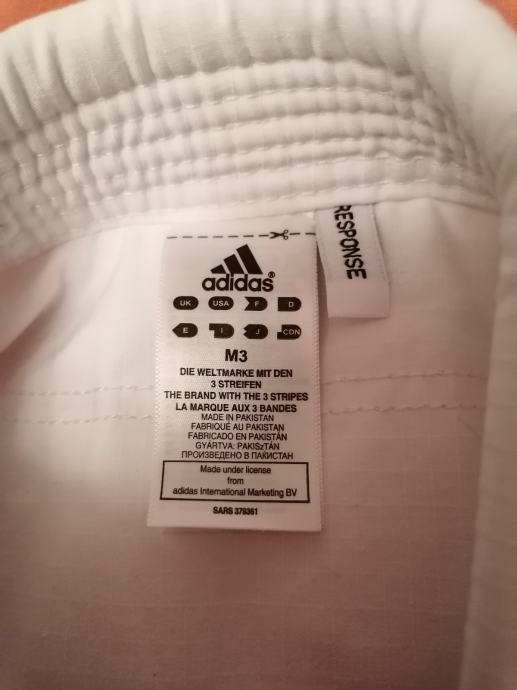 adidas®
UK USA F D
E I J CDN
M3
DIE WELTMARKE MIT DEN
3 STREIFEN
THE BRAND WITH THE 3 STRIPES
LA MARQUE AUX 3 BANDES
MADE IN PAKISTAN
FABRIQUÉ AU PAKISTAN
FABRICADO EN PAKISTÁN
GYÁRTVA: PAKISzTÁN
ПРОИЗВЕДЕНО В ПАКИСТАН
Made under license
from
adidas International Marketing BV
SARS 379361
RESPONSE